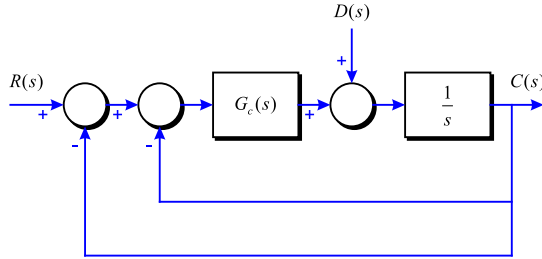 D(s)
+
R(s)
C(s)
G_c(s)
1
s
+
+
+
-
-